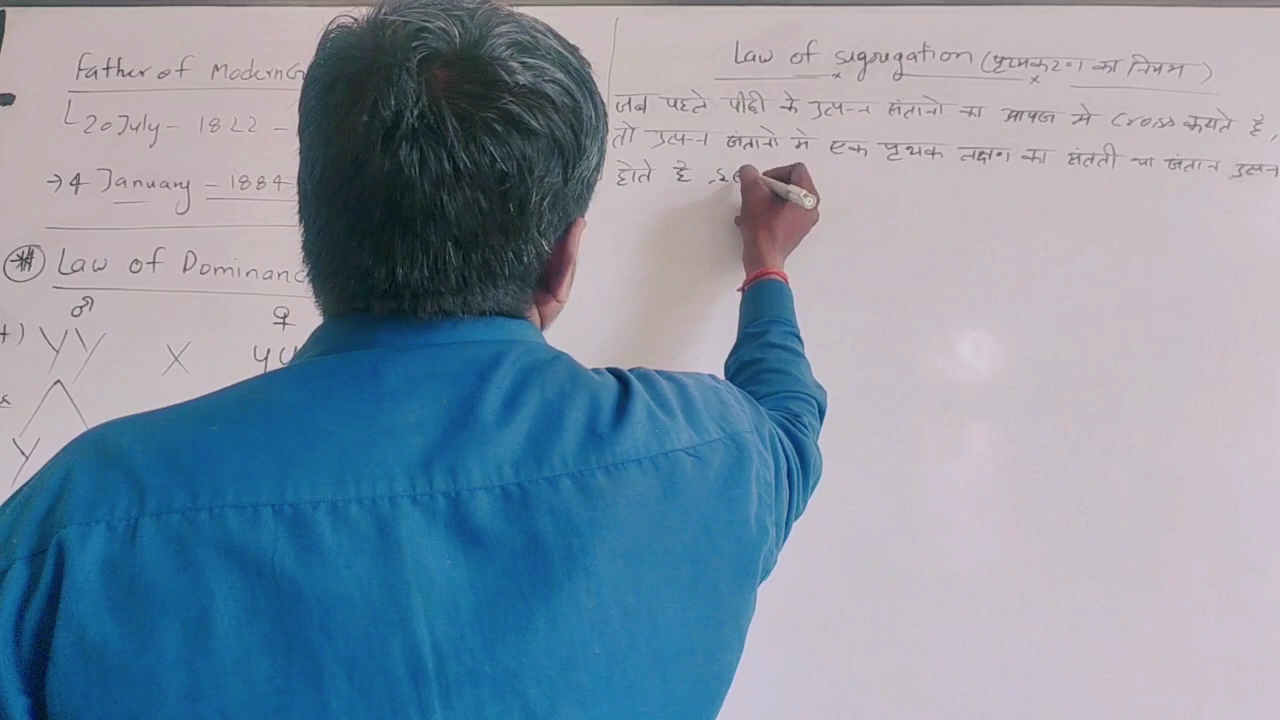 Father of Modern G
20 July - 1822 -
→ 4 January - 1884
Law of Dominanc
♂
♀
YY X yy
Y
Law of segregation (पृथक्करण का नियम)
जब पहले पीढ़ी के उत्पन्न संतानो का आपस मे Cross कराते है,
तो उत्पन्न संतानो मे एक पृथक लक्षण का संतती या संतान उत्पन्न
होते है